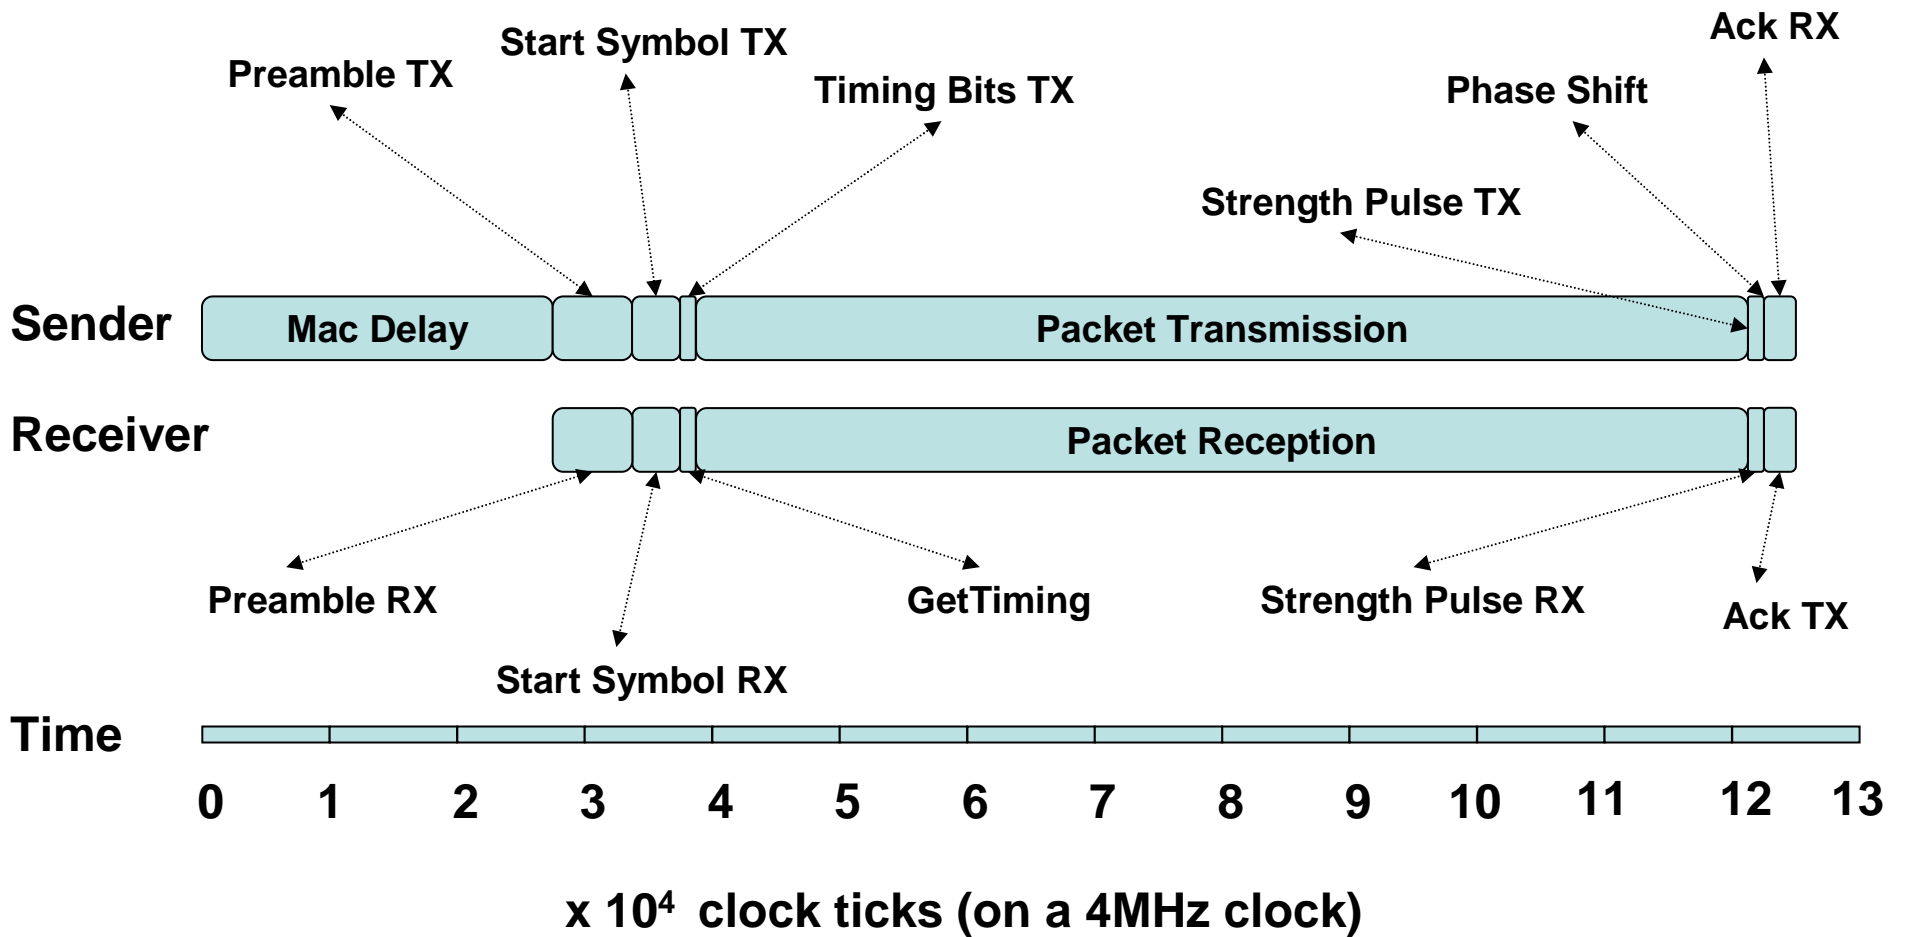 Ack RX
Start Symbol TX
Preamble TX
Timing Bits TX
Phase Shift
Strength Pulse TX
Sender
Mac Delay
Packet Transmission
Receiver
Packet Reception
Preamble RX
GetTiming
Strength Pulse RX
Ack TX
Start Symbol RX
Time
0 1 2 3 4 5 6 7 8 9 10 11 12 13
x 10⁴ clock ticks (on a 4MHz clock)